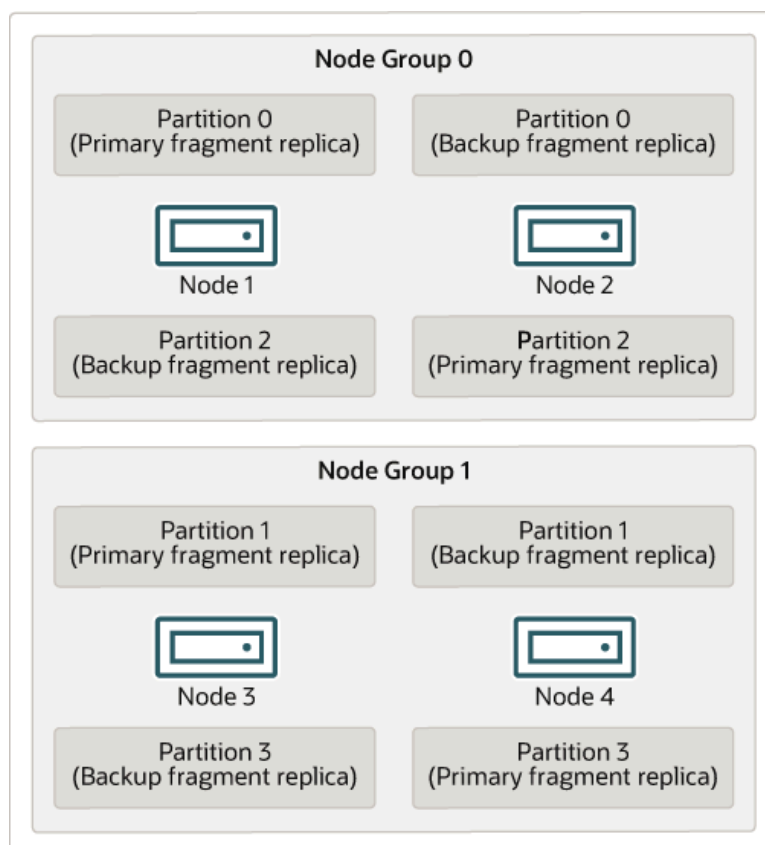 Node Group 0
Partition 0
(Primary fragment replica)
Partition 0
(Backup fragment replica)
Node 1
Node 2
Partition 2
(Backup fragment replica)
Partition 2
(Primary fragment replica)
Node Group 1
Partition 1
(Primary fragment replica)
Partition 1
(Backup fragment replica)
Node 3
Node 4
Partition 3
(Backup fragment replica)
Partition 3
(Primary fragment replica)